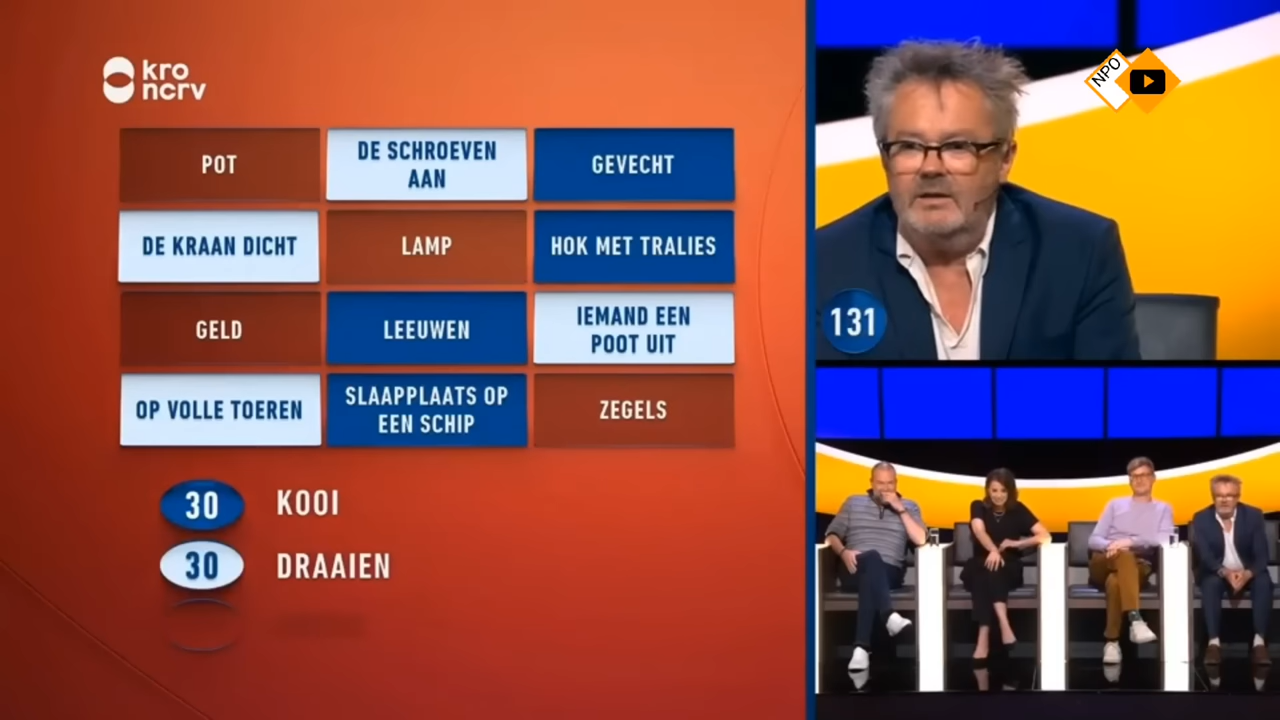 kro
ncrv
NPO
POT
DE SCHROEVEN
AAN
GEVECHT
DE KRAAN DICHT
LAMP
HOK MET TRALIES
GELD
LEEUWEN
IEMAND EEN
POOT UIT
OP VOLLE TOEREN
SLAAPPLAATS OP
EEN SCHIP
ZEGELS
30 KOOI
30 DRAAIEN
131